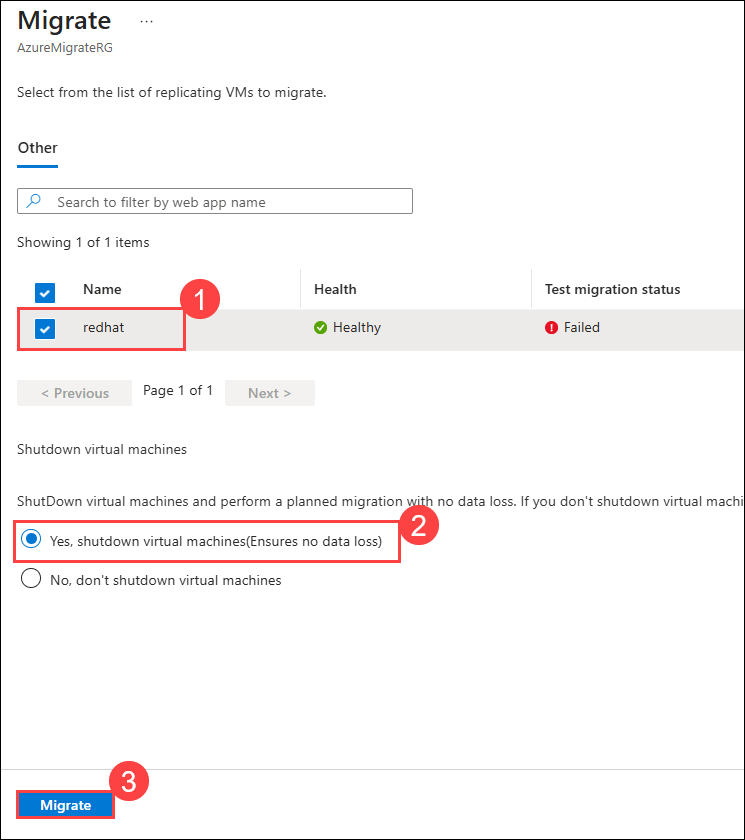 Migrate ...
AzureMigrateRG
Select from the list of replicating VMs to migrate.
Other
Search to filter by web app name
Showing 1 of 1 items
Name Health Test migration status
1
redhat Healthy Failed
< Previous Page 1 of 1 Next >
Shutdown virtual machines
ShutDown virtual machines and perform a planned migration with no data loss. If you don't shutdown virtual machi
2
Yes, shutdown virtual machines(Ensures no data loss)
No, don't shutdown virtual machines
3
Migrate